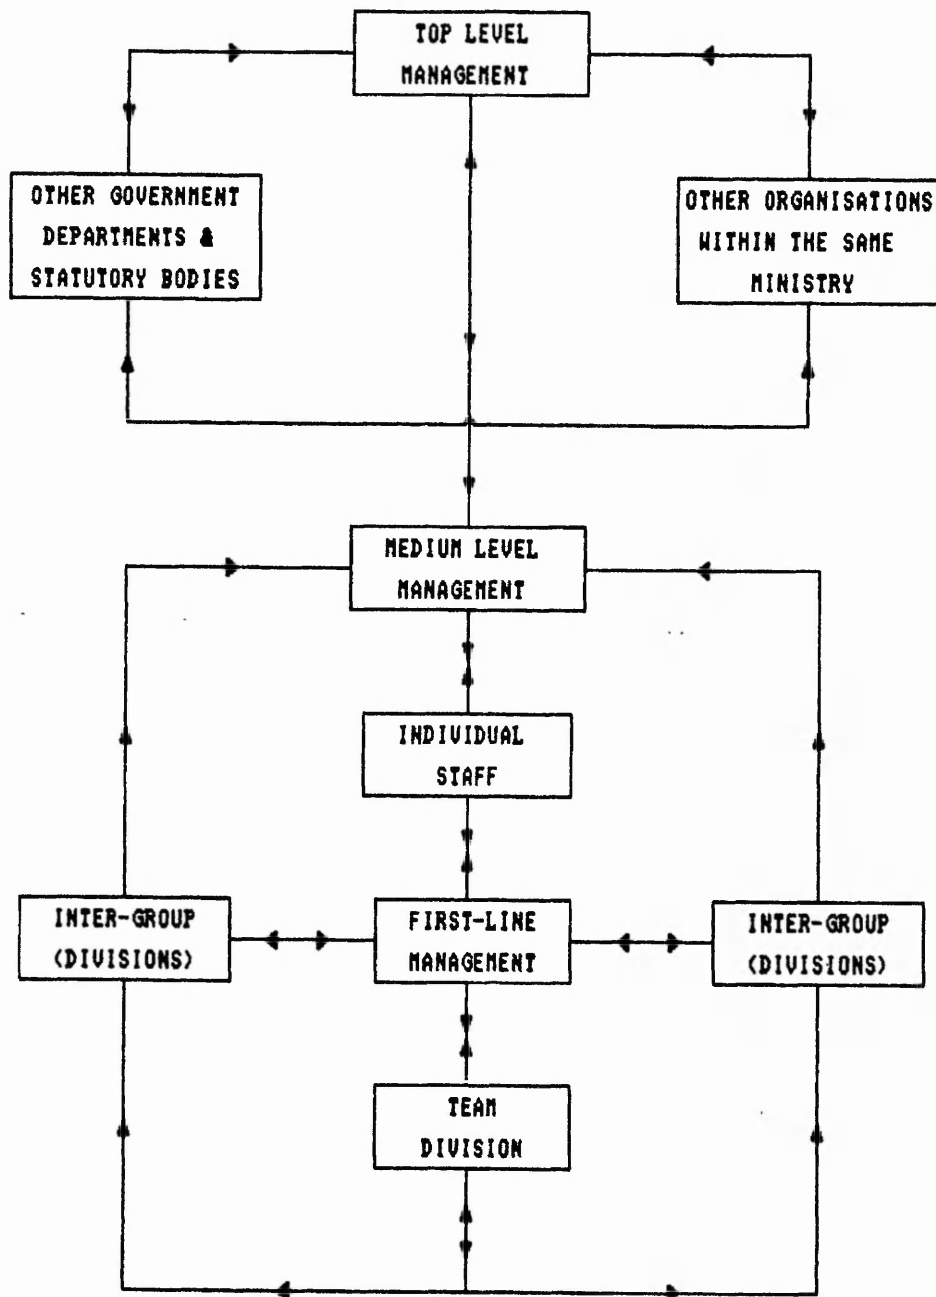 TOP LEVEL
MANAGEMENT
OTHER GOVERNMENT
DEPARTMENTS &
STATUTORY BODIES
OTHER ORGANISATIONS
WITHIN THE SAME
MINISTRY
MEDIUM LEVEL
MANAGEMENT
INDIVIDUAL
STAFF
INTER-GROUP
(DIVISIONS)
FIRST-LINE
MANAGEMENT
INTER-GROUP
(DIVISIONS)
TEAM
DIVISION